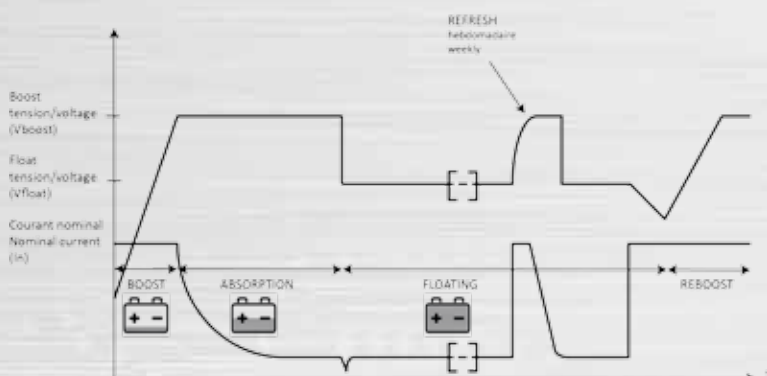 REFRESH
hebdomadaire
weekly
Boost
tension/voltage
(Vboost)
Float
tension/voltage
(Vfloat)
Courant nominal
Nominal current
(In)
BOOST
ABSORPTION
FLOATING
REBOOST